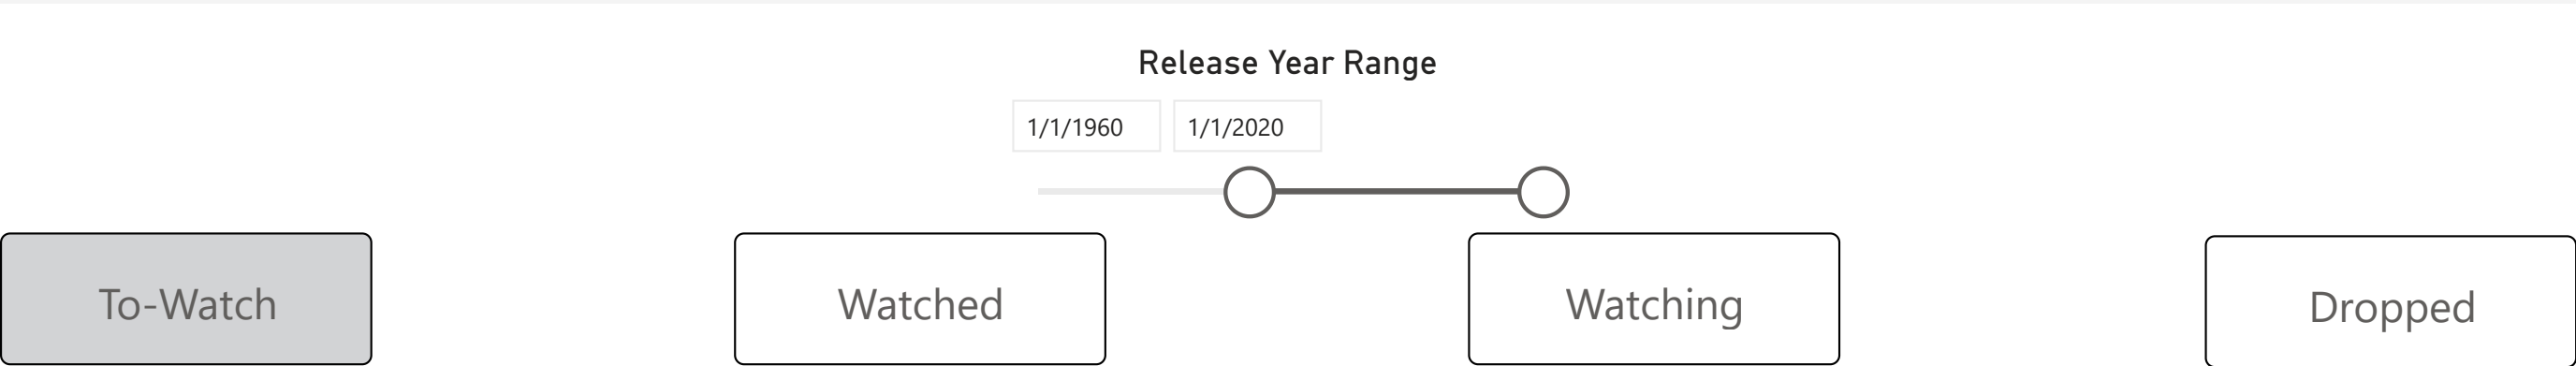 Release Year Range
1/1/1960 1/1/2020
To-Watch Watched Watching Dropped